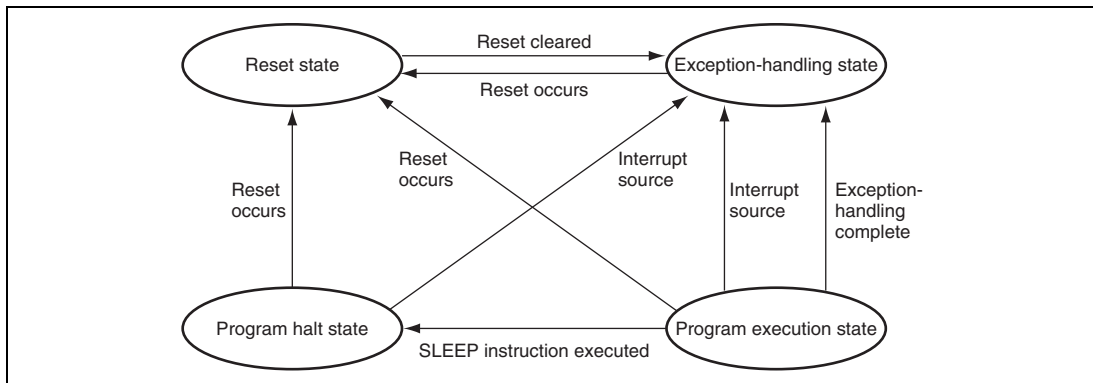 Reset cleared
Reset state
Exception-handling state
Reset occurs
Reset
occurs
Interrupt
source
Reset
occurs
Interrupt
source
Exception-
handling
complete
Program halt state
Program execution state
SLEEP instruction executed